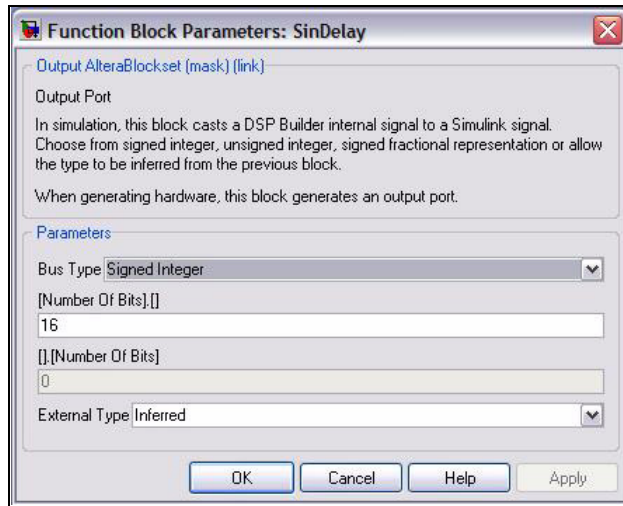 Function Block Parameters: SinDelay
Output AlteraBlockset (mask) (link)
Output Port
In simulation, this block casts a DSP Builder internal signal to a Simulink signal.
Choose from signed integer, unsigned integer, signed fractional representation or allow
the type to be inferred from the previous block.
When generating hardware, this block generates an output port.
Parameters
Bus Type Signed Integer
[Number Of Bits].[]
16
[].[Number Of Bits]
0
External Type Inferred
OK Cancel Help Apply